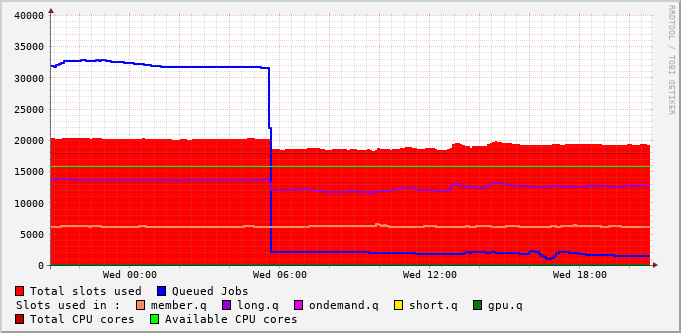 40000
35000
30000
25000
20000
15000
10000
5000
0
Wed 00:00 Wed 06:00 Wed 12:00 Wed 18:00
RRDTOOL / TOBI OETIKER
Total slots used Queued Jobs
Slots used in : member.q long.q ondemand.q short.q gpu.q
Total CPU cores Available CPU cores